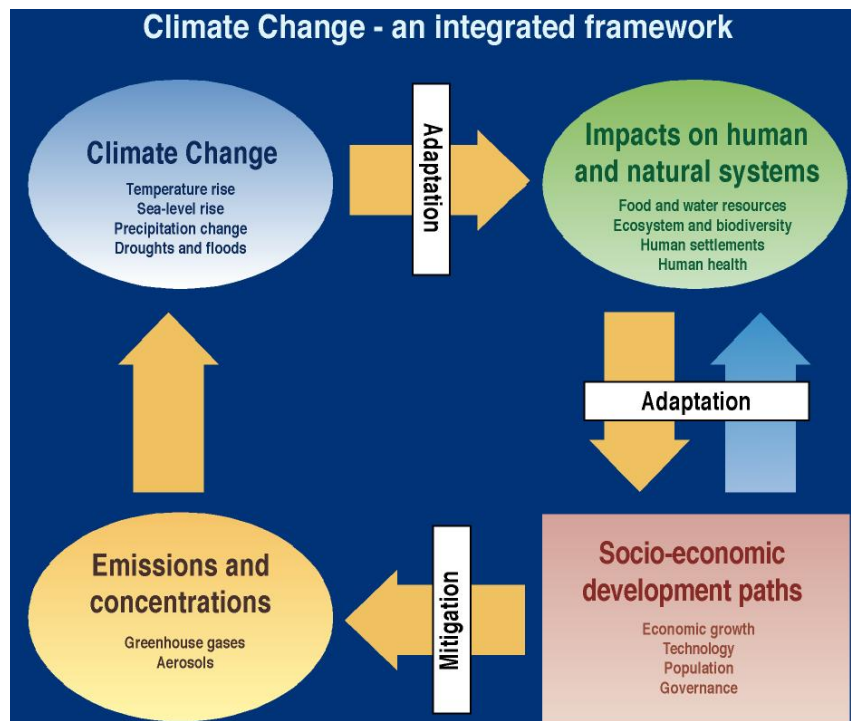 Climate Change - an integrated framework
Climate Change
Temperature rise
Sea-level rise
Precipitation change
Droughts and floods
Adaptation
Impacts on human
and natural systems
Food and water resources
Ecosystem and biodiversity
Human settlements
Human health
Adaptation
Emissions and
concentrations
Greenhouse gases
Aerosols
Mitigation
Socio-economic
development paths
Economic growth
Technology
Population
Governance